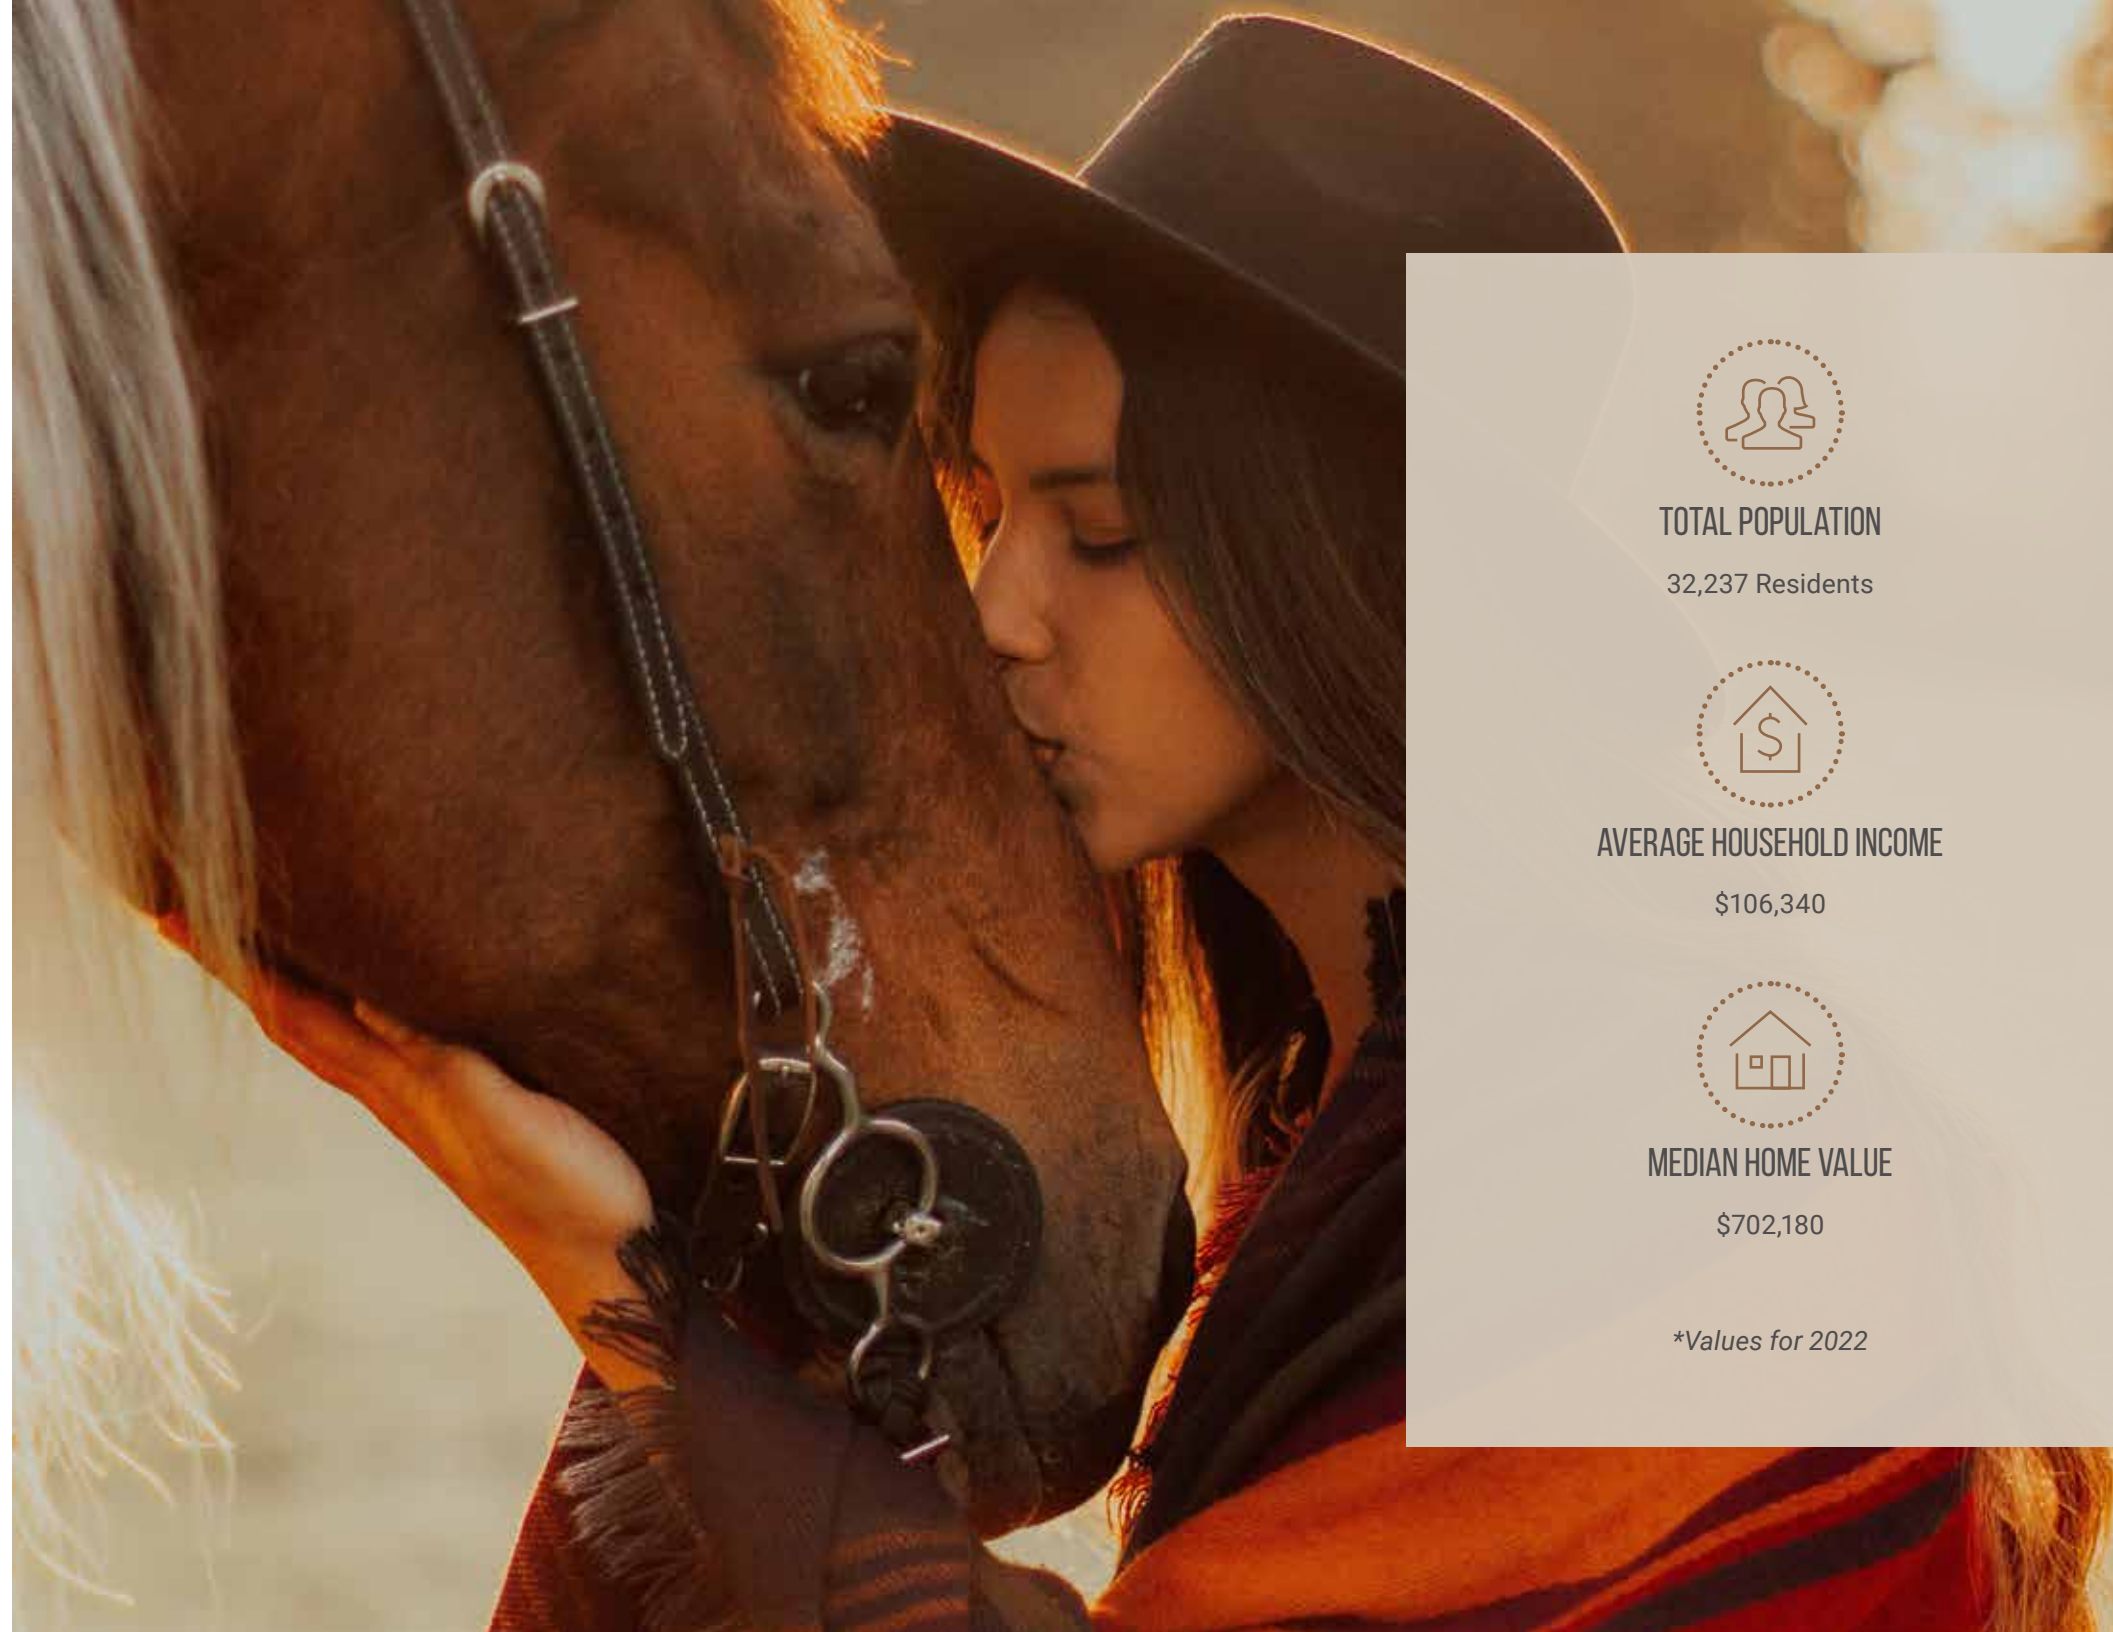 TOTAL POPULATION
32,237 Residents
AVERAGE HOUSEHOLD INCOME
$106,340
MEDIAN HOME VALUE
$702,180
*Values for 2022